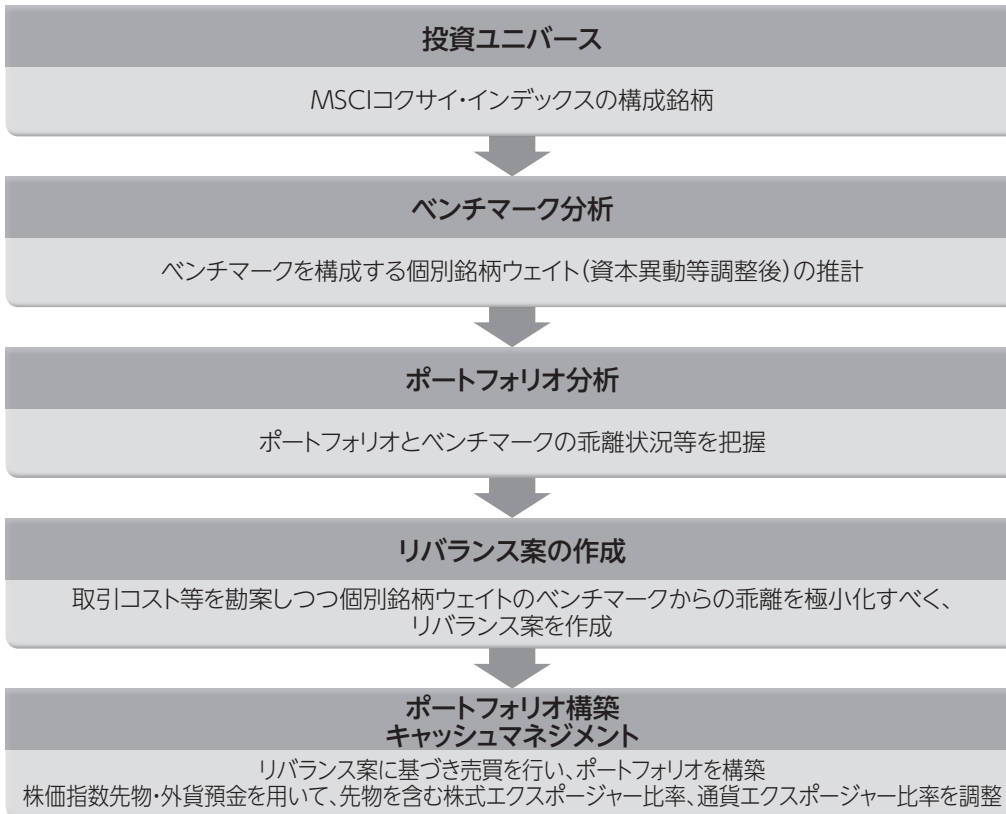 投資ユニバース
MSCIコクサイ・インデックスの構成銘柄
ベンチマーク分析
ベンチマークを構成する個別銘柄ウェイト(資本異動等調整後)の推計
ポートフォリオ分析
ポートフォリオとベンチマークの乖離状況等を把握
リバランス案の作成
取引コスト等を勘案しつつ個別銘柄ウェイトのベンチマークからの乖離を極小化すべく、
リバランス案を作成
ポートフォリオ構築
キャッシュマネジメント
リバランス案に基づき売買を行い、ポートフォリオを構築
株価指数先物・外貨預金を用いて、先物を含む株式エクスポージャー比率、通貨エクスポージャー比率を調整